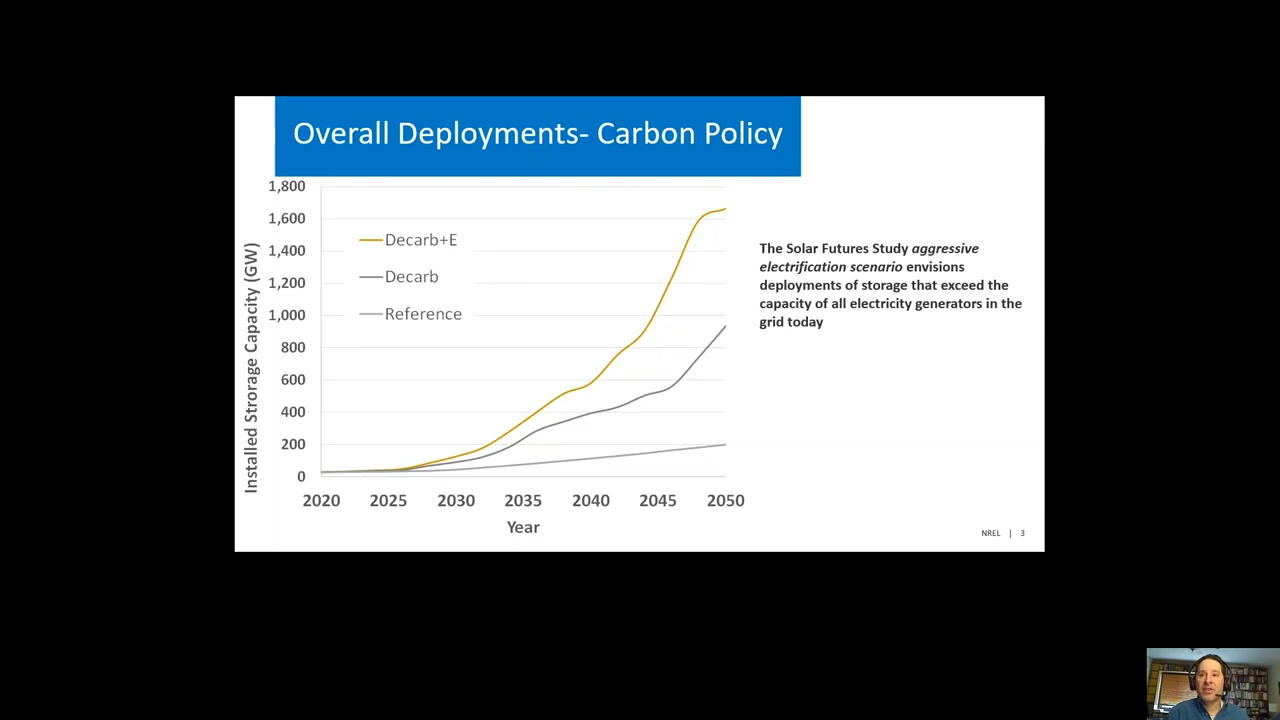 Overall Deployments- Carbon Policy
1,800
1,600
1,400
1,200
1,000
800
600
400
200
0
Installed Strorage Capacity (GW)
Decarb+E
Decarb
Reference
2020 2025 2030 2035 2040 2045 2050
Year
The Solar Futures Study aggressive
electrification scenario envisions
deployments of storage that exceed the
capacity of all electricity generators in the
grid today
NREL | 3